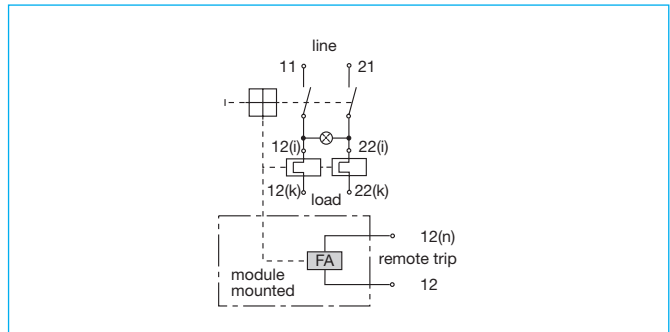 line
11 21
12(i) 22(i)
12(k) 22(k)
load
12(n)
FA remote trip
module
mounted 12